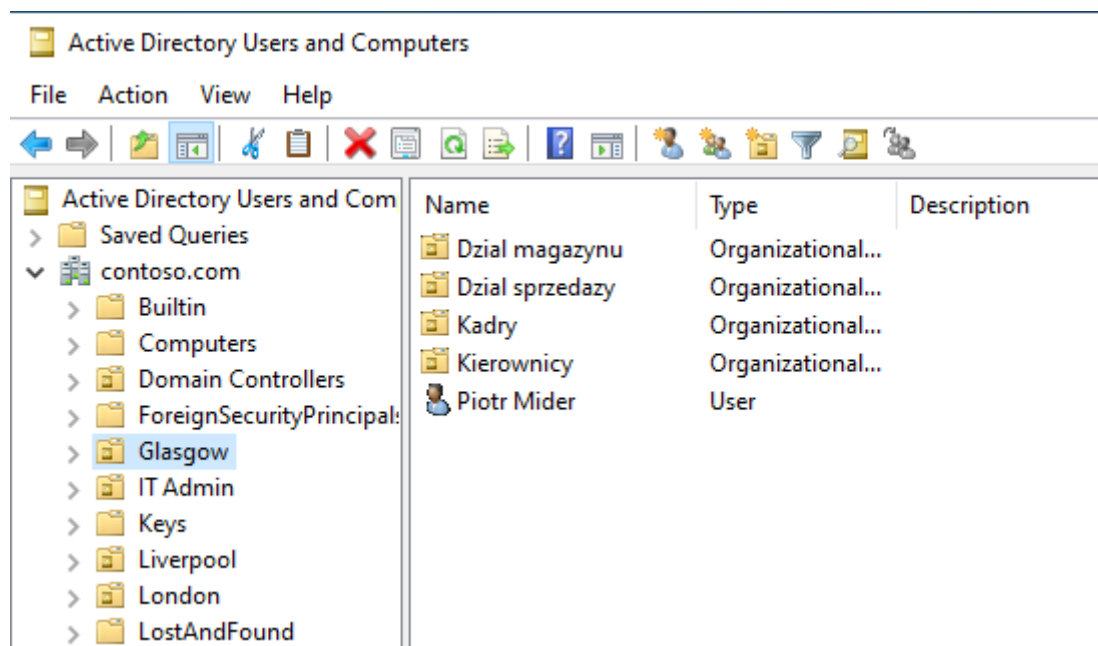 Active Directory Users and Computers
File Action View Help
Active Directory Users and Com
Saved Queries
contoso.com
Builtin
Computers
Domain Controllers
ForeignSecurityPrincipals
Glasgow
IT Admin
Keys
Liverpool
London
LostAndFound
Name Type Description
Dzial magazynu Organizational...
Dzial sprzedazy Organizational...
Kadry Organizational...
Kierownicy Organizational...
Piotr Mider User